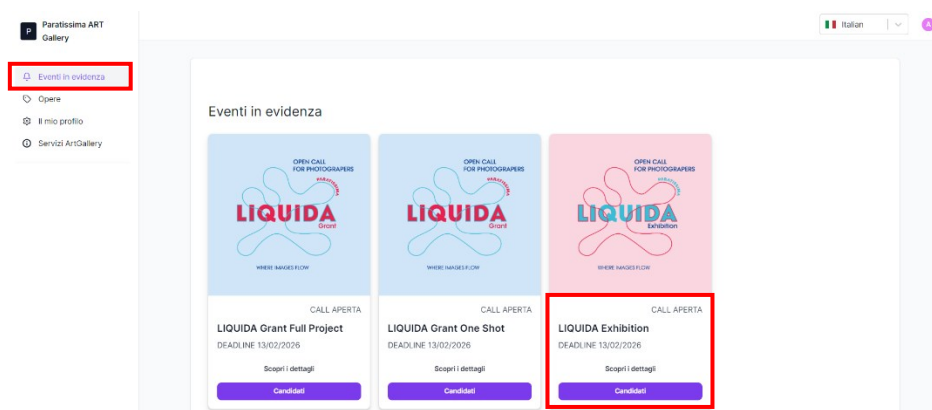 P
Paratissima ART
Gallery
Italian
A
Eventi in evidenza
Opere
Il mio profilo
Servizi ArtGallery
Eventi in evidenza
OPEN CALL
FOR PHOTOGRAPERS
PARATISSIMA
LIQUIDA
Grant
WHERE IMAGES FLOW
CALL APERTA
LIQUIDA Grant Full Project
DEADLINE 13/02/2026
Scopri i dettagli
Candidati
OPEN CALL
FOR PHOTOGRAPERS
PARATISSIMA
LIQUIDA
Grant
WHERE IMAGES FLOW
CALL APERTA
LIQUIDA Grant One Shot
DEADLINE 13/02/2026
Scopri i dettagli
Candidati
OPEN CALL
FOR PHOTOGRAPERS
PARATISSIMA
LIQUIDA
Exhibition
WHERE IMAGES FLOW
CALL APERTA
LIQUIDA Exhibition
DEADLINE 13/02/2026
Scopri i dettagli
Candidati